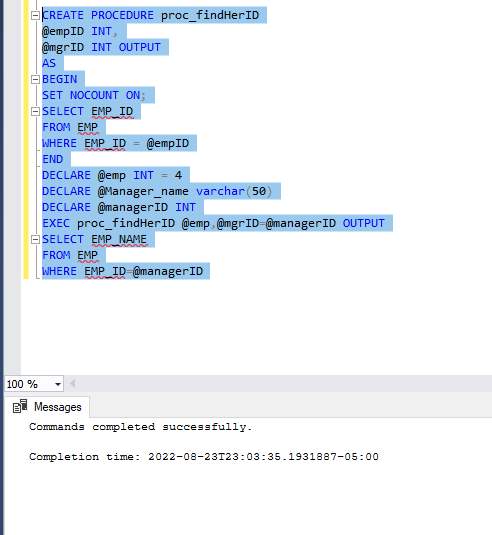 CREATE PROCEDURE proc_findHerID
@empID INT,
@mgrID INT OUTPUT
AS
BEGIN
SET NOCOUNT ON;
SELECT EMP_ID
FROM EMP
WHERE EMP_ID = @empID
END
DECLARE @emp INT = 4
DECLARE @Manager_name varchar(50)
DECLARE @managerID INT
EXEC proc_findHerID @emp,@mgrID=@managerID OUTPUT
SELECT EMP_NAME
FROM EMP
WHERE EMP_ID=@managerID
100 %
Messages
Commands completed successfully.
Completion time: 2022-08-23T23:03:35.1931887-05:00